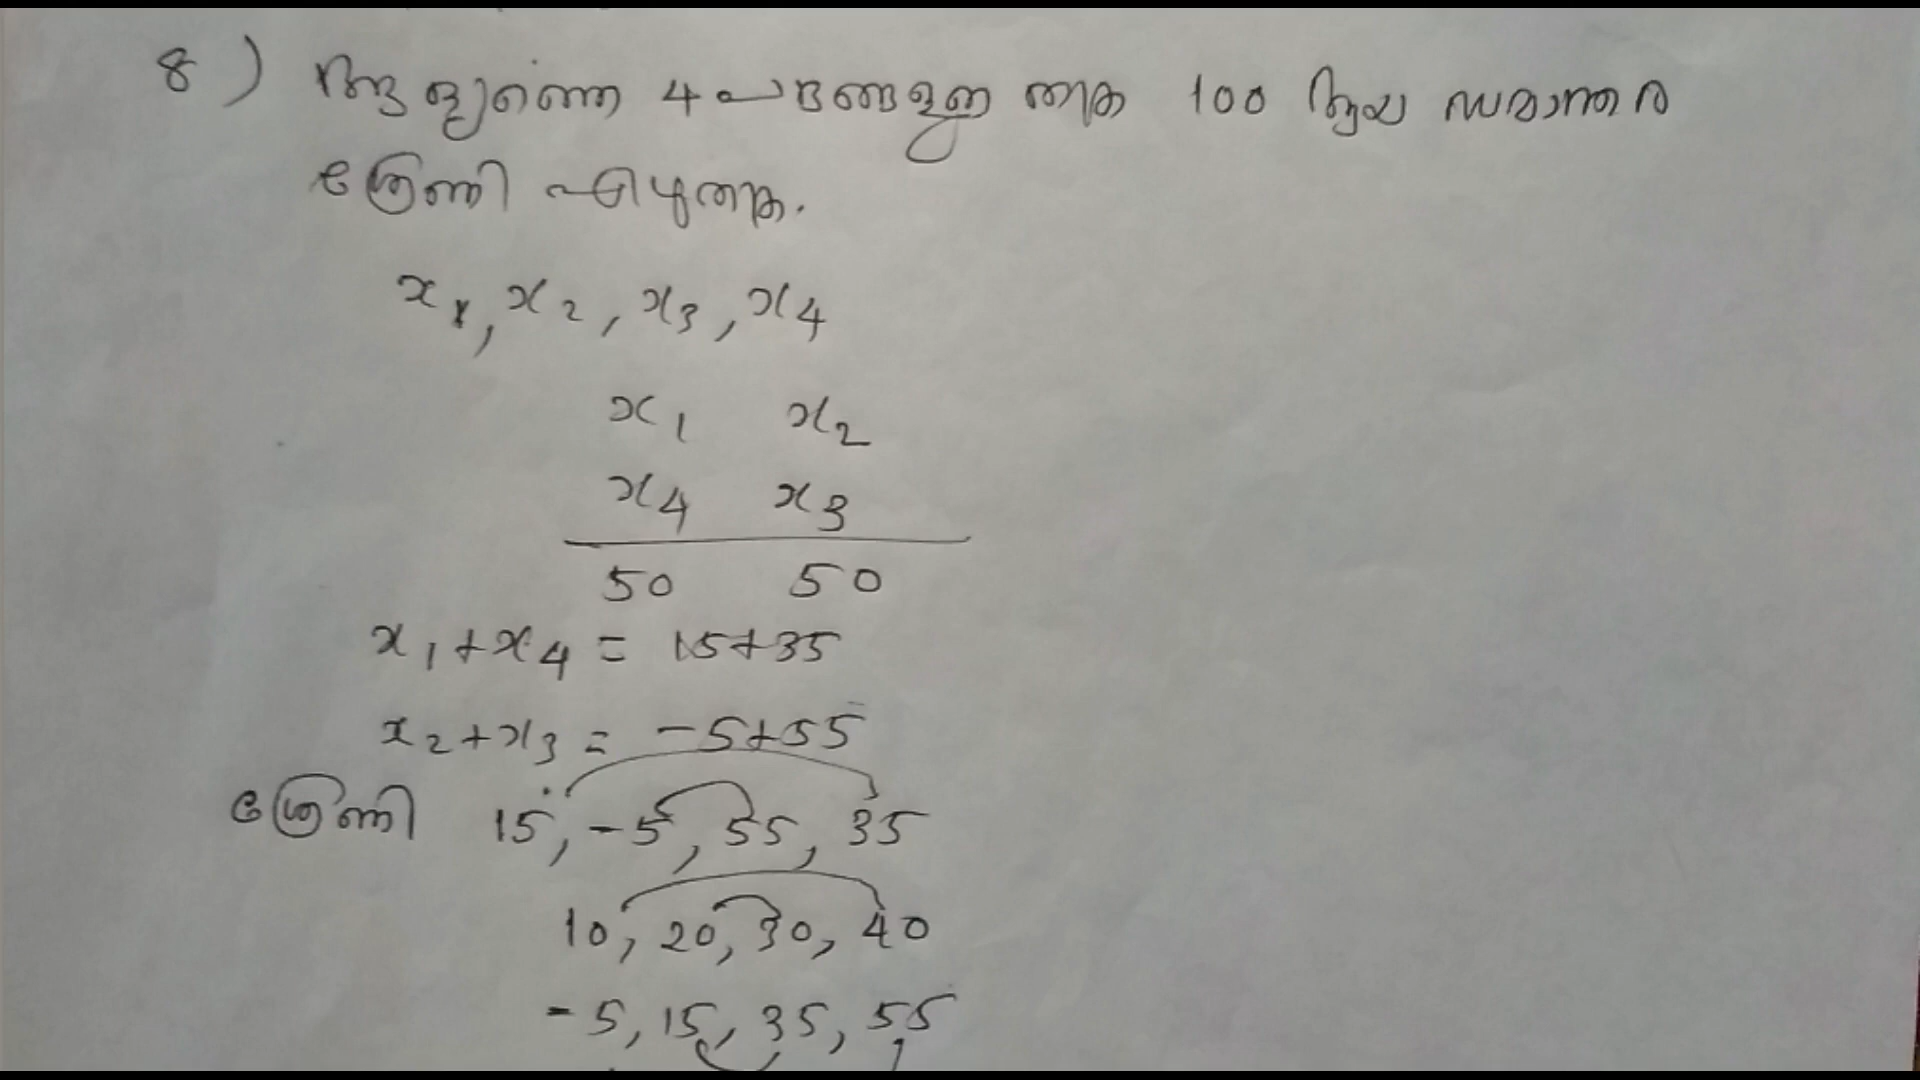 8) ആദ്യത്തെ 4 പദങ്ങളുടെ തുക 100 ആയ സമാന്തര
ശ്രേണി എഴുതുക.
x₁, x₂, x₃, x₄
x₁ x₂
x₄ x₃
50 50
x₁+x₄ = 15+35
x₂+x₃ = -5+55
ശ്രേണി 15, -5, 55, 35
10, 20, 30, 40
-5, 15, 35, 55